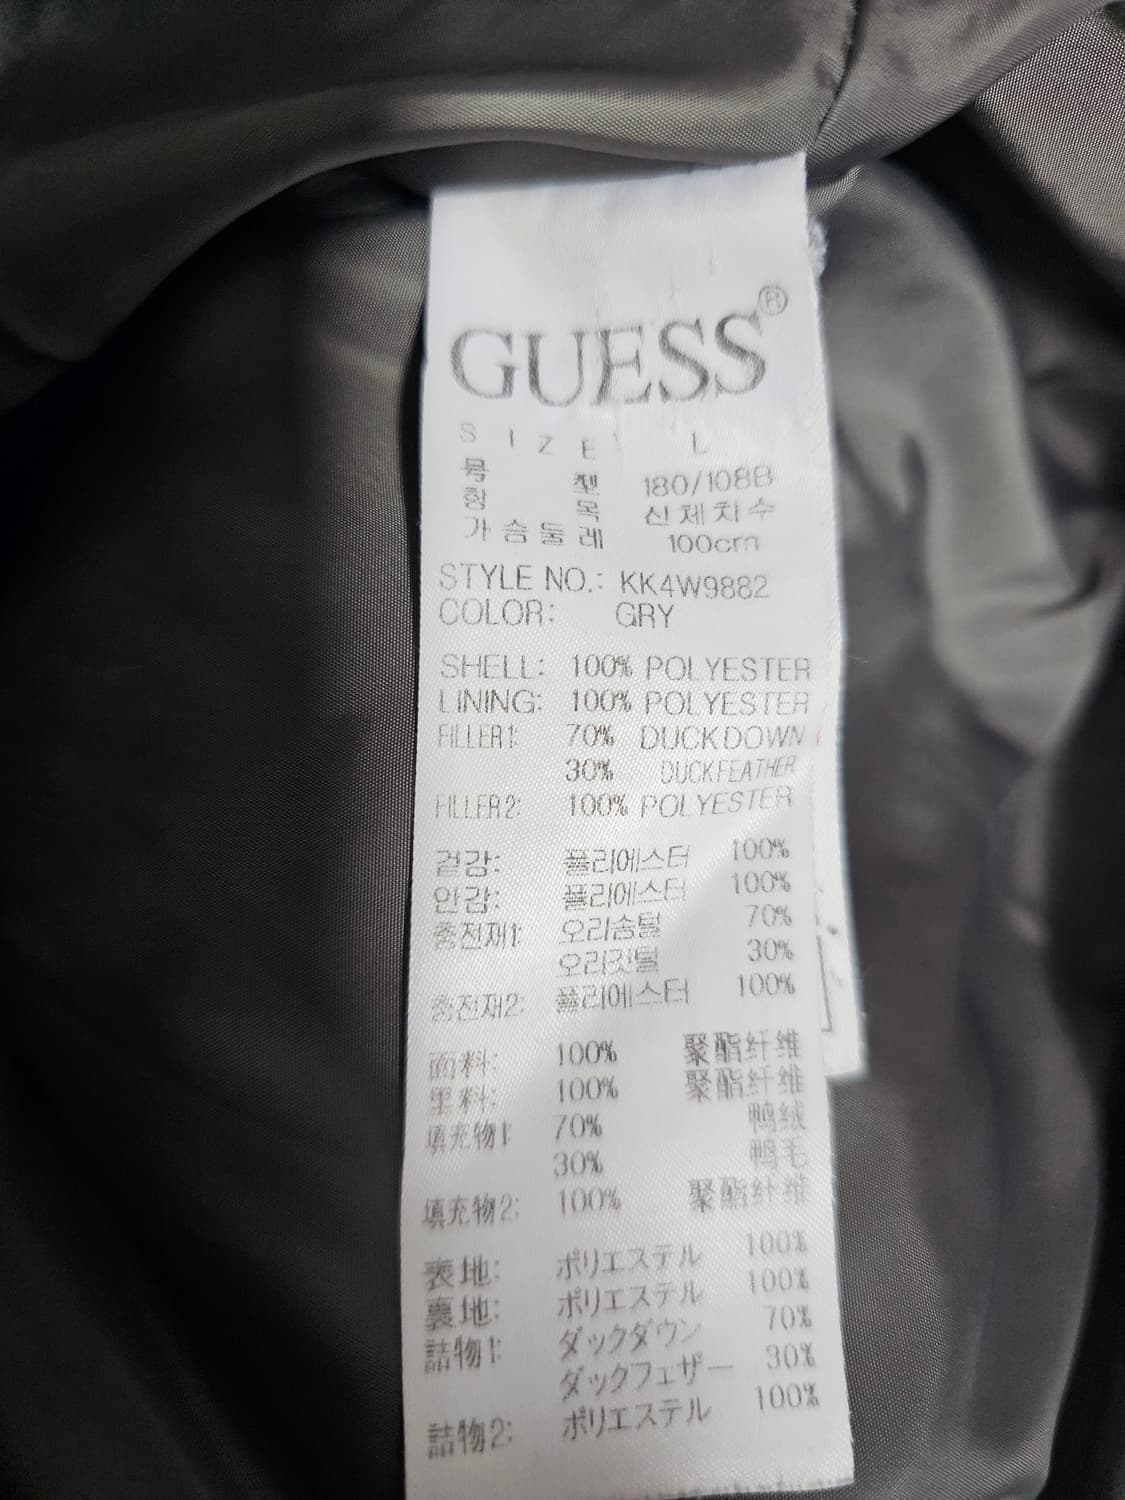 GUESS®
SIZE L
목형 180/108B
항목 신체치수
가슴둘레 100cm
STYLE NO.: KK4W9882
COLOR: GRY
SHELL: 100% POLYESTER
LINING: 100% POLYESTER
FILLER1: 70% DUCKDOWN
30% DUCKFEATHER
FILLER2: 100% POLYESTER
겉감: 폴리에스터 100%
안감: 폴리에스터 100%
충전재1: 오리솜털 70%
오리깃털 30%
충전재2: 폴리에스터 100%
面料: 100% 聚酯纤维
里料: 100% 聚酯纤维
填充物1: 70% 鸭绒
30% 鸭毛
填充物2: 100% 聚酯纤维
表地: ポリエステル 100%
裏地: ポリエステル 100%
詰物1: ダックダウン 70%
ダックフェザー 30%
詰物2: ポリエステル 100%